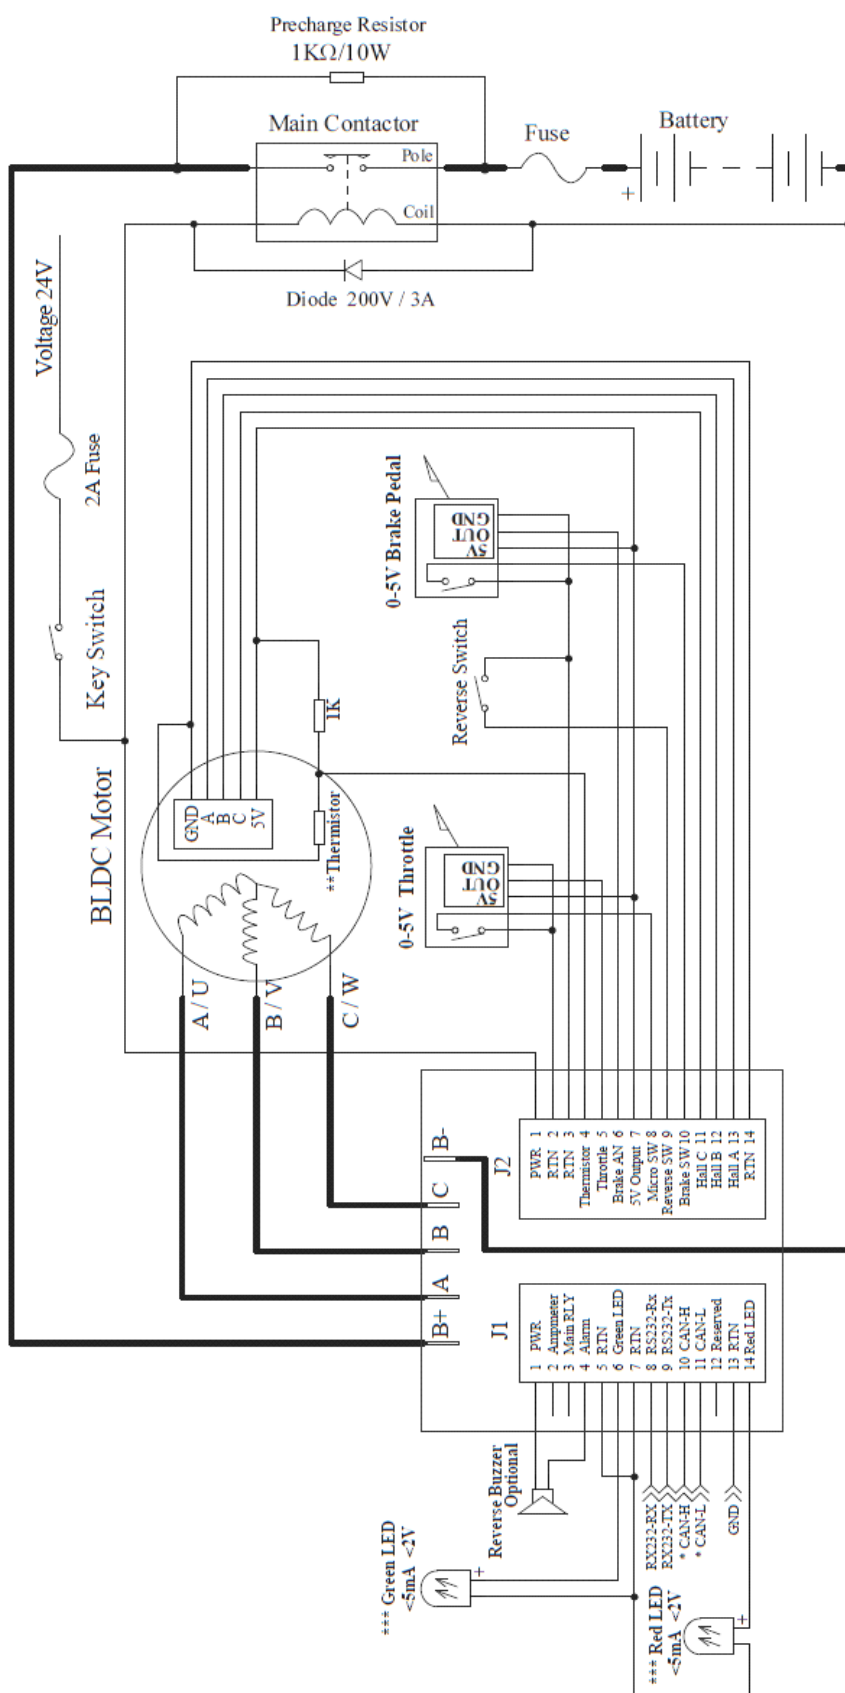 Precharge Resistor
1KΩ/10W
Main Contactor
Pole
Coil
Fuse
Battery
+
Diode 200V / 3A
Voltage 24V
2A Fuse
Key Switch
0-5V Brake Pedal
GND
OUT
5V
Reverse Switch
1K
BLDC Motor
GND
A
B
C
5V
**Thermistor
0-5V Throttle
GND
OUT
5V
A / U
B / V
C / W
B-
C
B
A
B+
J2
PWR 1
RTN 2
RTN 3
Thermistor 4
Throttle 5
Brake AN 6
5V Output 7
Micro SW 8
Reverse SW 9
Brake SW 10
Hall C 11
Hall B 12
Hall A 13
RTN 14
J1
1 PWR
2 Ampmeter
3 Main RLY
4 Alarm
5 RTN
6 Green LED
7 RTN
8 RS232-Rx
9 RS232-Tx
10 CAN-H
11 CAN-L
12 Reserved
13 RTN
14 Red LED
Reverse Buzzer
Optional
*** Green LED
<5mA <2V
+
RX232-RX
RX232-TX
* CAN-H
* CAN-L
GND
*** Red LED
<5mA <2V
+